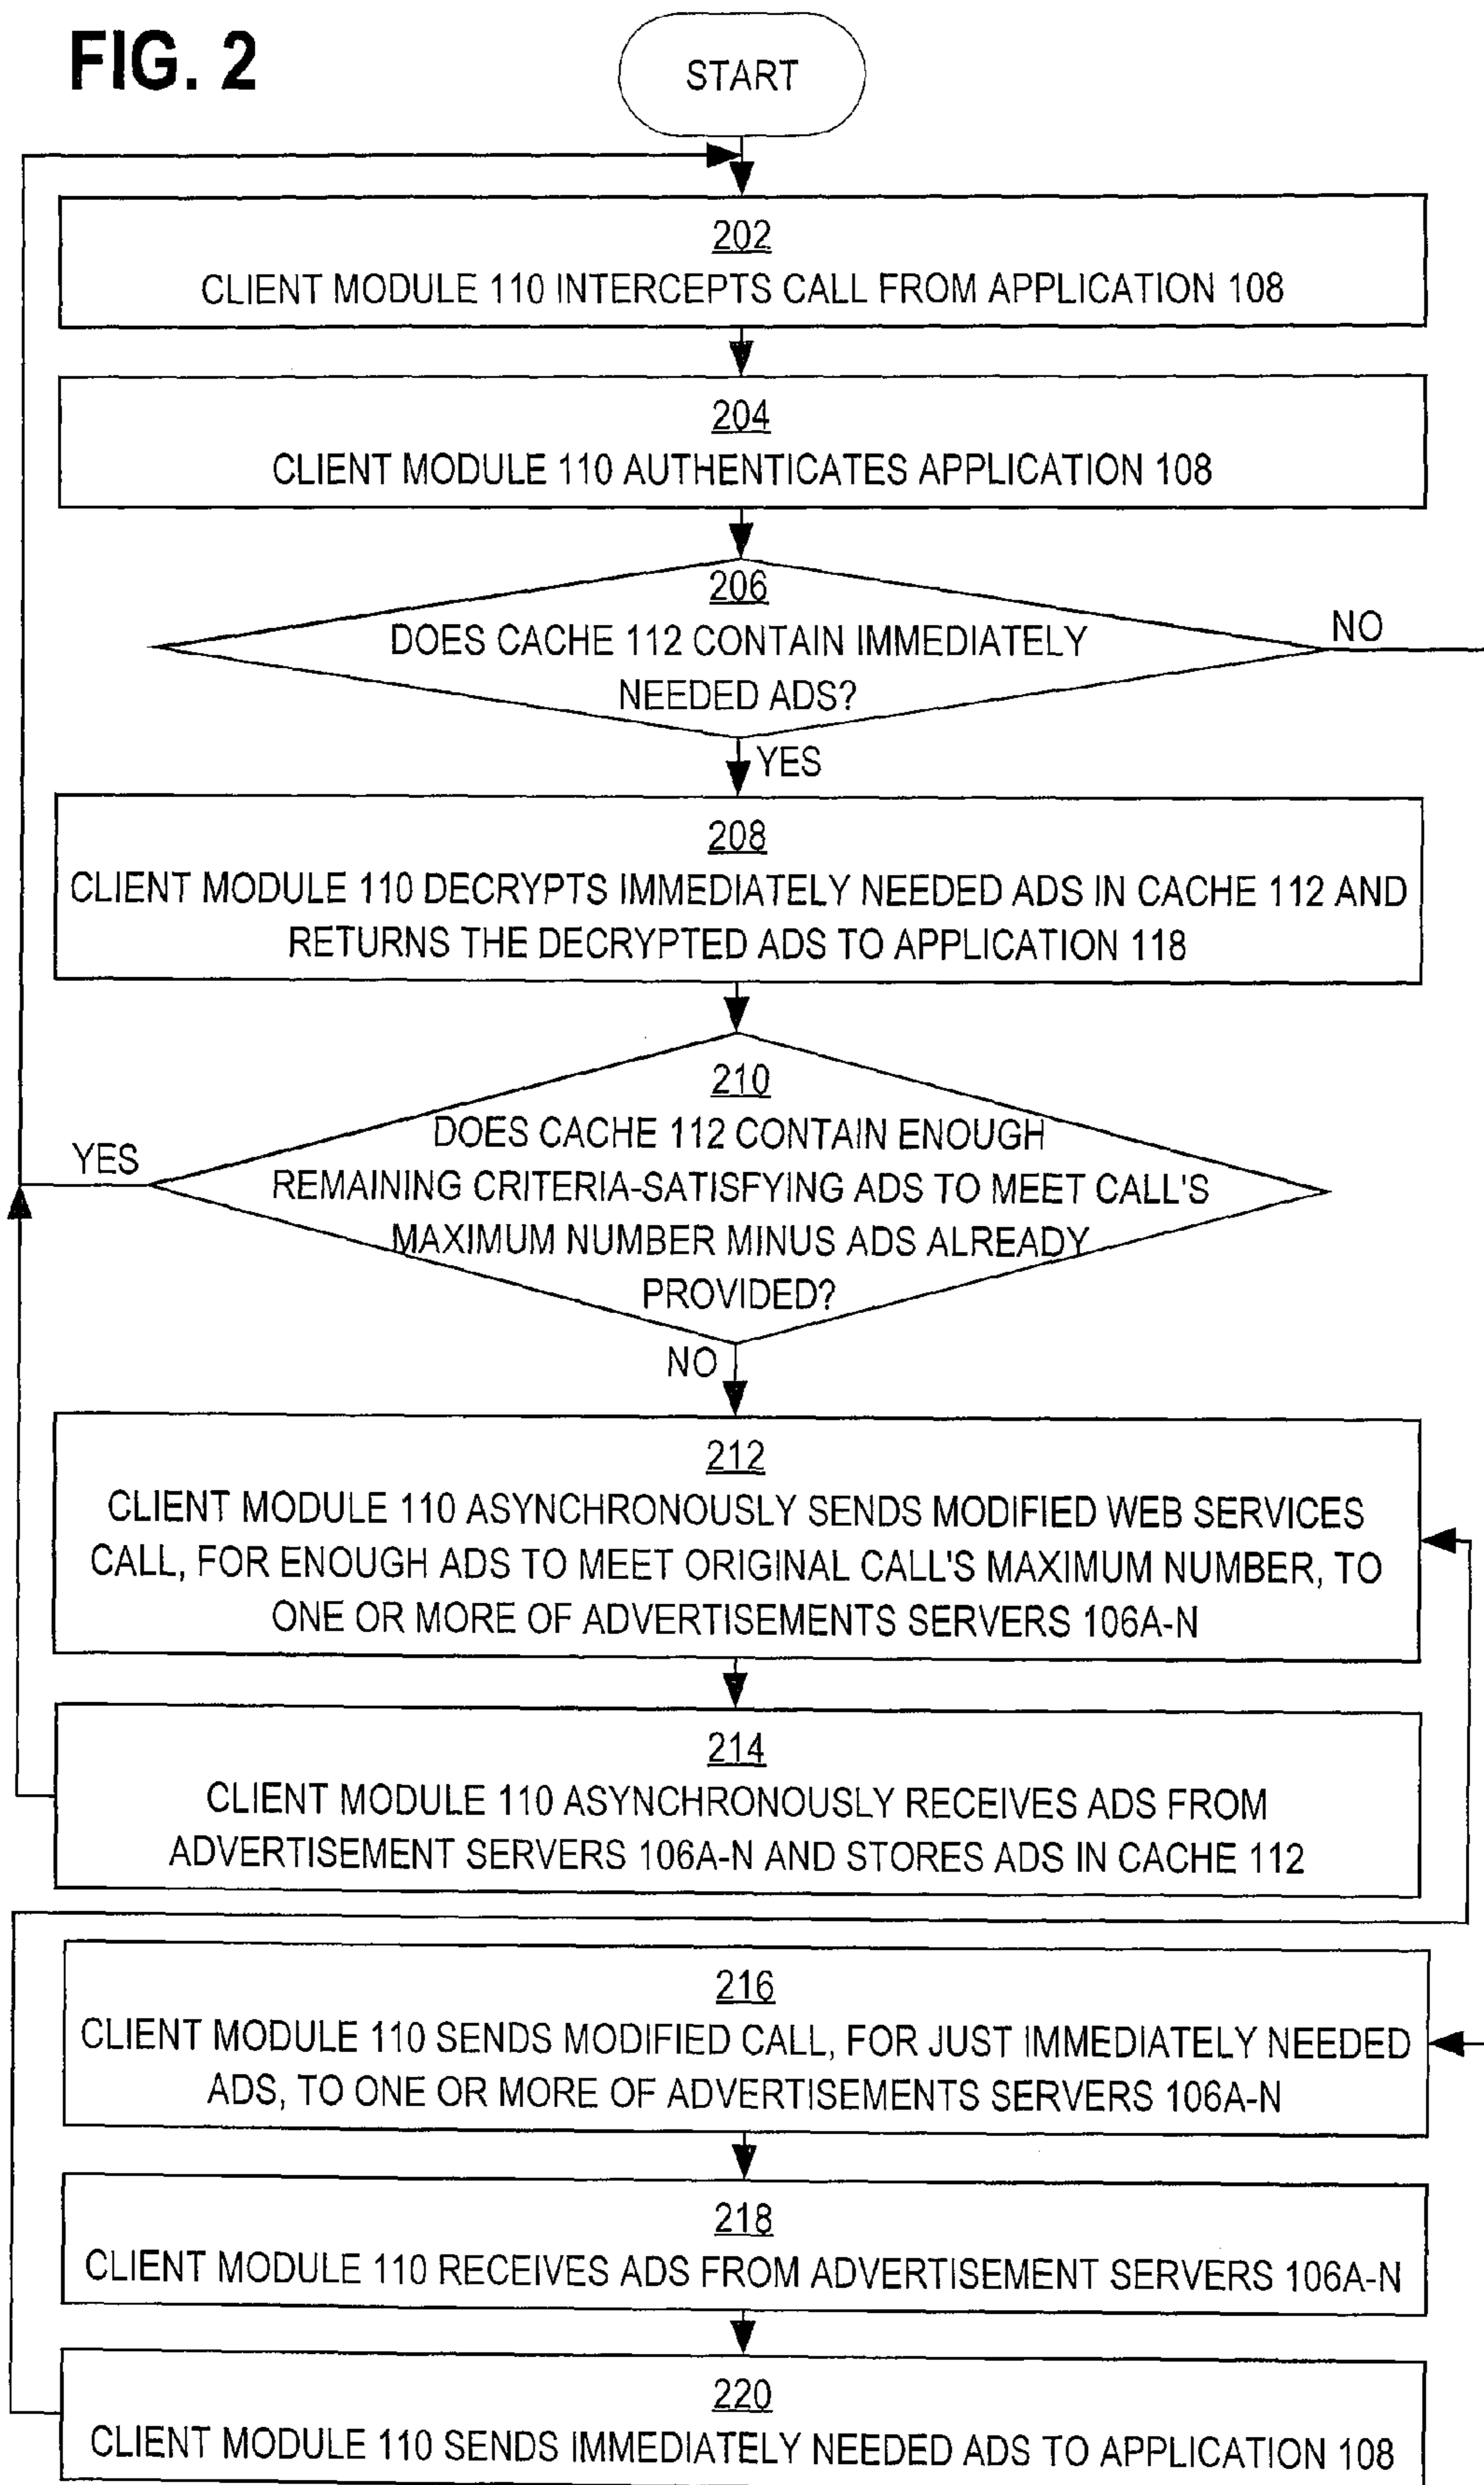 FIG. 2
START
202
CLIENT MODULE 110 INTERCEPTS CALL FROM APPLICATION 108
204
CLIENT MODULE 110 AUTHENTICATES APPLICATION 108
206
DOES CACHE 112 CONTAIN IMMEDIATELY
NEEDED ADS?
NO
YES
208
CLIENT MODULE 110 DECRYPTS IMMEDIATELY NEEDED ADS IN CACHE 112 AND
RETURNS THE DECRYPTED ADS TO APPLICATION 118
210
DOES CACHE 112 CONTAIN ENOUGH
REMAINING CRITERIA-SATISFYING ADS TO MEET CALL'S
MAXIMUM NUMBER MINUS ADS ALREADY
PROVIDED?
YES
NO
212
CLIENT MODULE 110 ASYNCHRONOUSLY SENDS MODIFIED WEB SERVICES
CALL, FOR ENOUGH ADS TO MEET ORIGINAL CALL'S MAXIMUM NUMBER, TO
ONE OR MORE OF ADVERTISEMENTS SERVERS 106A-N
214
CLIENT MODULE 110 ASYNCHRONOUSLY RECEIVES ADS FROM
ADVERTISEMENT SERVERS 106A-N AND STORES ADS IN CACHE 112
216
CLIENT MODULE 110 SENDS MODIFIED CALL, FOR JUST IMMEDIATELY NEEDED
ADS, TO ONE OR MORE OF ADVERTISEMENTS SERVERS 106A-N
218
CLIENT MODULE 110 RECEIVES ADS FROM ADVERTISEMENT SERVERS 106A-N
220
CLIENT MODULE 110 SENDS IMMEDIATELY NEEDED ADS TO APPLICATION 108